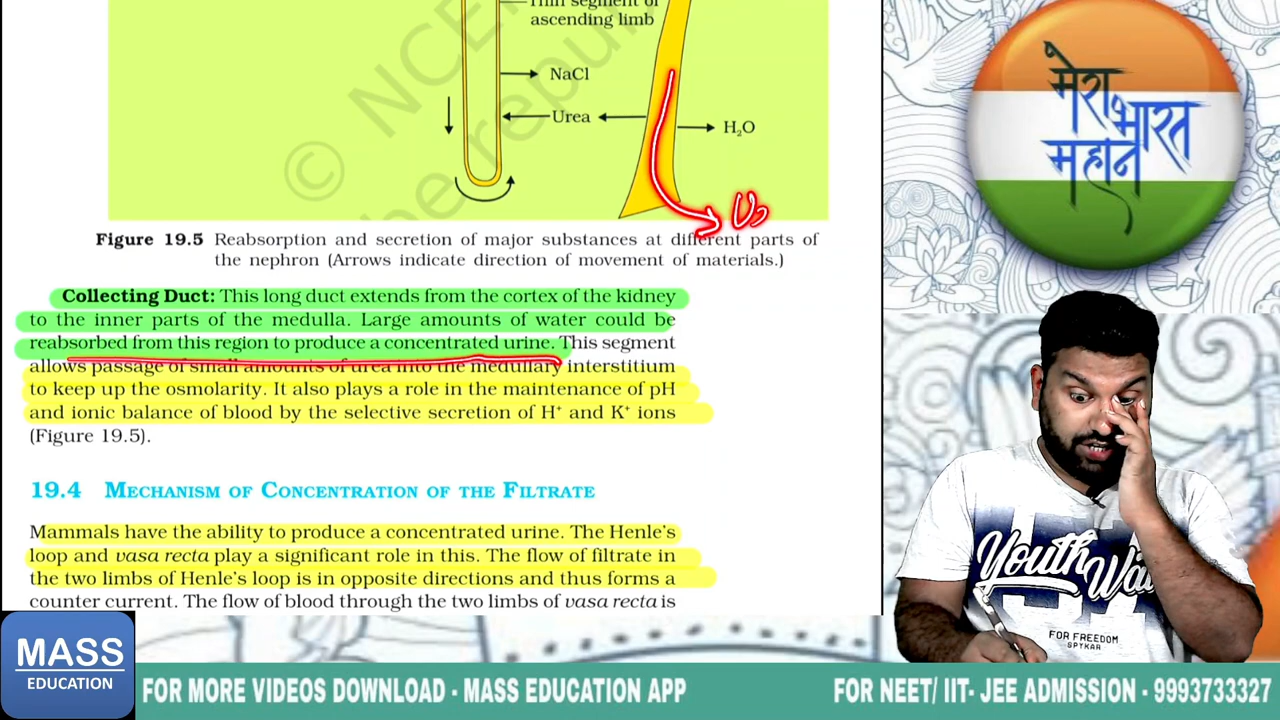 Thin segment of
ascending limb
NaCl
Urea
H₂O
Figure 19.5 Reabsorption and secretion of major substances at different parts of
the nephron (Arrows indicate direction of movement of materials.)
Collecting Duct: This long duct extends from the cortex of the kidney
to the inner parts of the medulla. Large amounts of water could be
reabsorbed from this region to produce a concentrated urine. This segment
allows passage of small amounts of urea into the medullary interstitium
to keep up the osmolarity. It also plays a role in the maintenance of pH
and ionic balance of blood by the selective secretion of H⁺ and K⁺ ions
(Figure 19.5).
19.4 MECHANISM OF CONCENTRATION OF THE FILTRATE
Mammals have the ability to produce a concentrated urine. The Henle's
loop and vasa recta play a significant role in this. The flow of filtrate in
the two limbs of Henle's loop is in opposite directions and thus forms a
counter current. The flow of blood through the two limbs of vasa recta is
मेरा
भारत
महान
Youth
FOR FREEDOM
SPYKAR
MASS
EDUCATION
FOR MORE VIDEOS DOWNLOAD - MASS EDUCATION APP
FOR NEET/ IIT- JEE ADMISSION - 9993733327